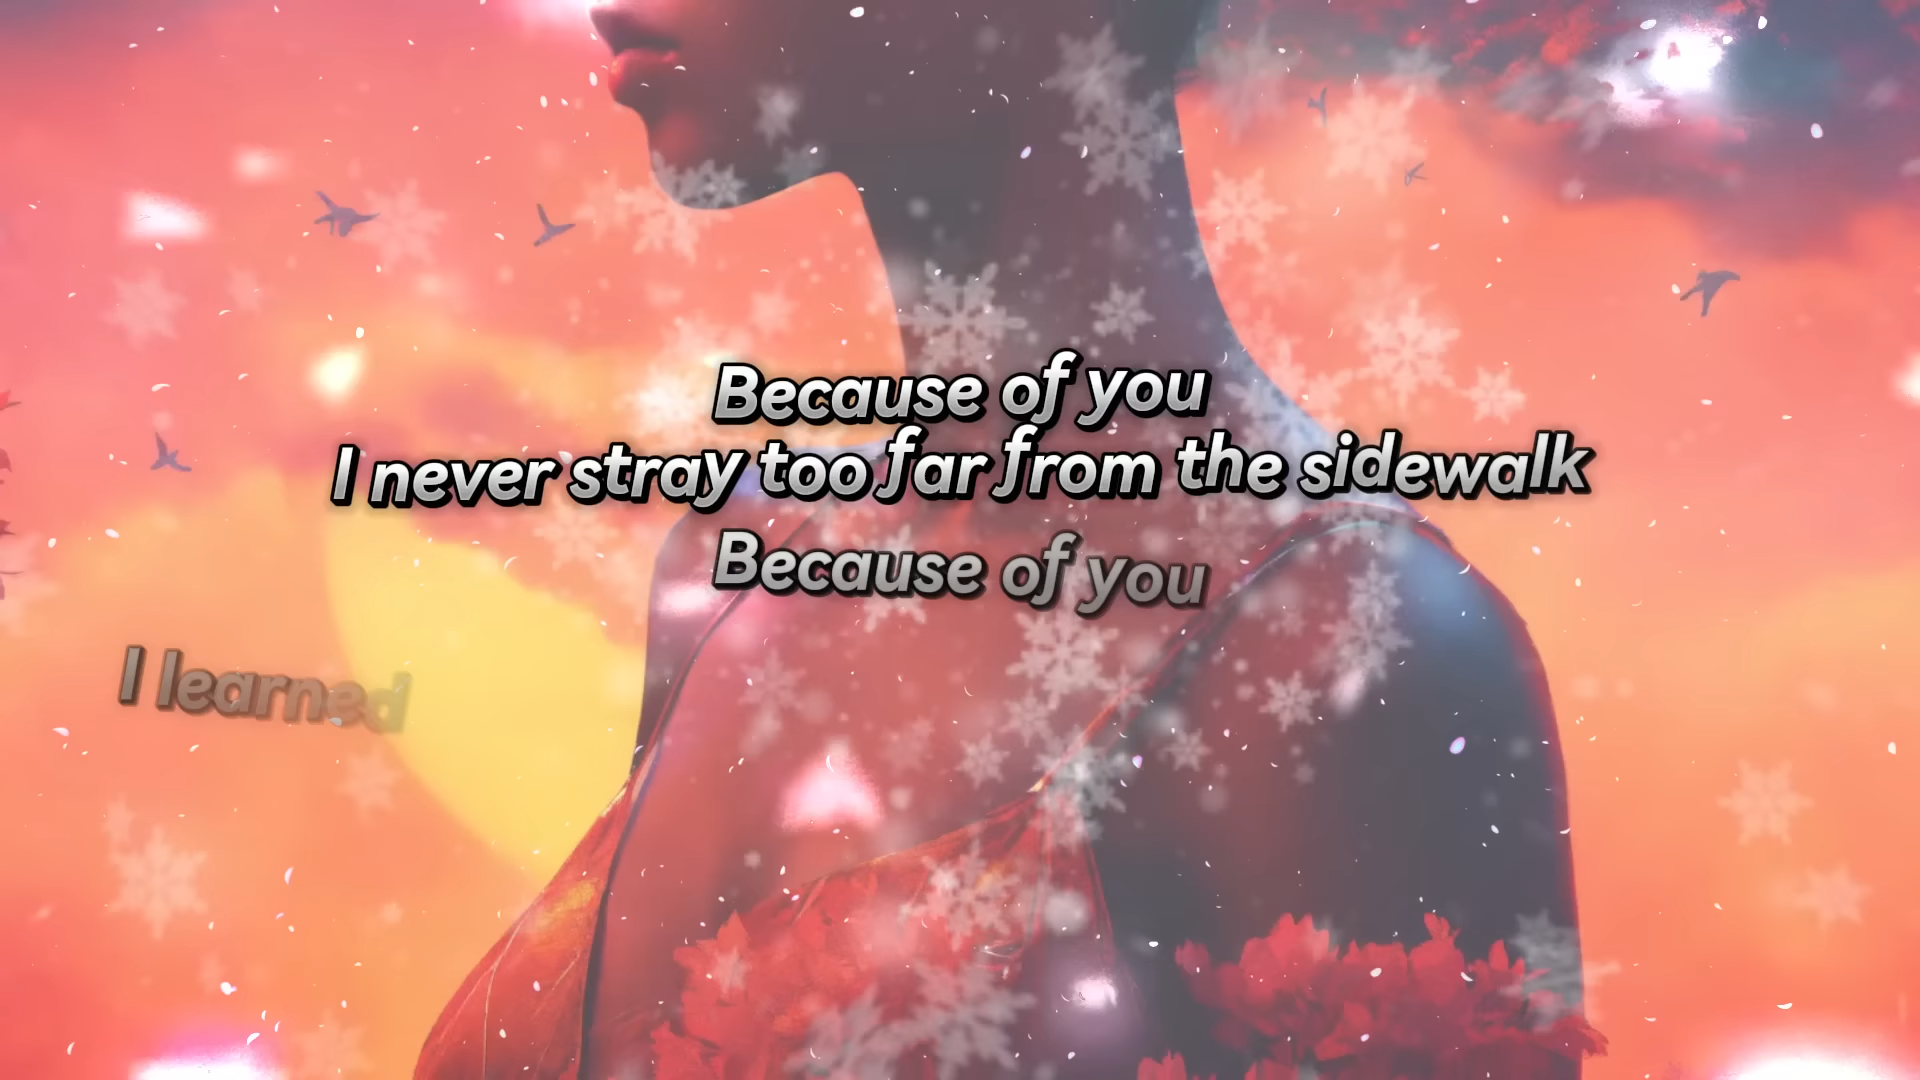 Because of you
I never stray too far from the sidewalk
Because of you
I learned